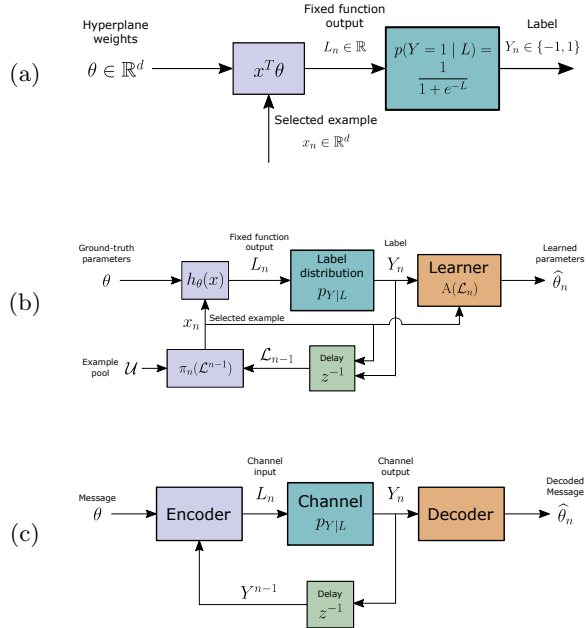 (a)
Hyperplane
weights
θ ∈ ℝ^d
x^T θ
Fixed function
output
L_n ∈ ℝ
p(Y = 1 | L) =
1
1 + e^{-L}
Label
Y_n ∈ {-1, 1}
Selected example
x_n ∈ ℝ^d
(b)
Ground-truth
parameters
θ
h_θ(x)
Fixed function
output
L_n
Label
distribution
p_{Y|L}
Label
Y_n
Learner
A(𝓛_n)
Learned
parameters
θ̂_n
x_n
Selected example
Example
pool
𝒰
π_n(𝓛^{n-1})
𝓛_{n-1}
Delay
z^{-1}
(c)
Message
θ
Encoder
Channel
input
L_n
Channel
p_{Y|L}
Channel
output
Y_n
Decoder
Decoded
Message
θ̂_n
Y^{n-1}
Delay
z^{-1}